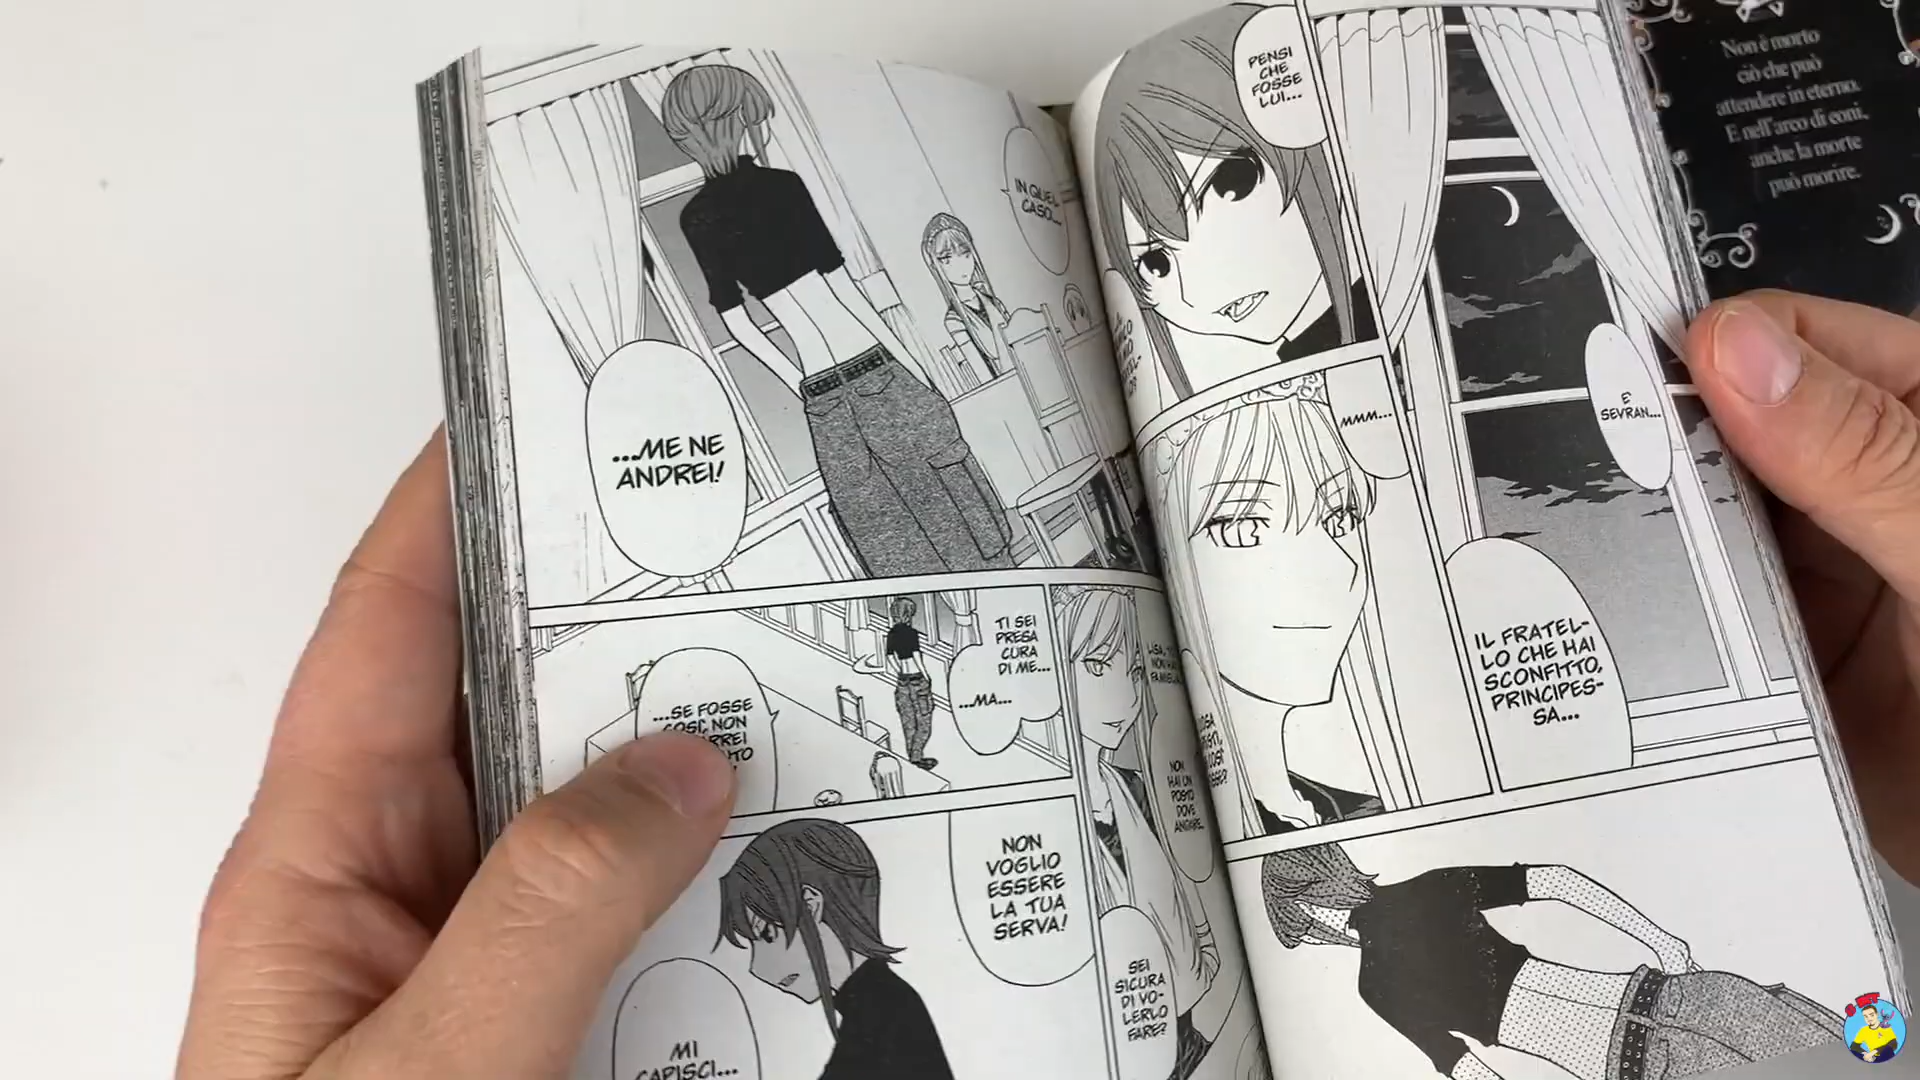 PENSI
CHE
FOSSE
LUI...
E'
SEVRAN...
MMM...
IL FRATEL-
LO CHE HAI
SCONFITTO,
PRINCIPES-
SA...
IN QUEL
CASO...
...ME NE
ANDREI!
TI SEI
PRESA
CURA
DI ME...
...MA...
...SE FOSSE
COSÌ, NON
NON
HAI UN
POSTO
DOVE
ANDARE.
NON
VOGLIO
ESSERE
LA TUA
SERVA!
SEI
SICURA
DI VO-
LERLO
FARE?
MI
CAPISCI...
Non è morto
ciò che può
attendere in eterno.
E nell'arco di eoni,
anche la morte
può morire.